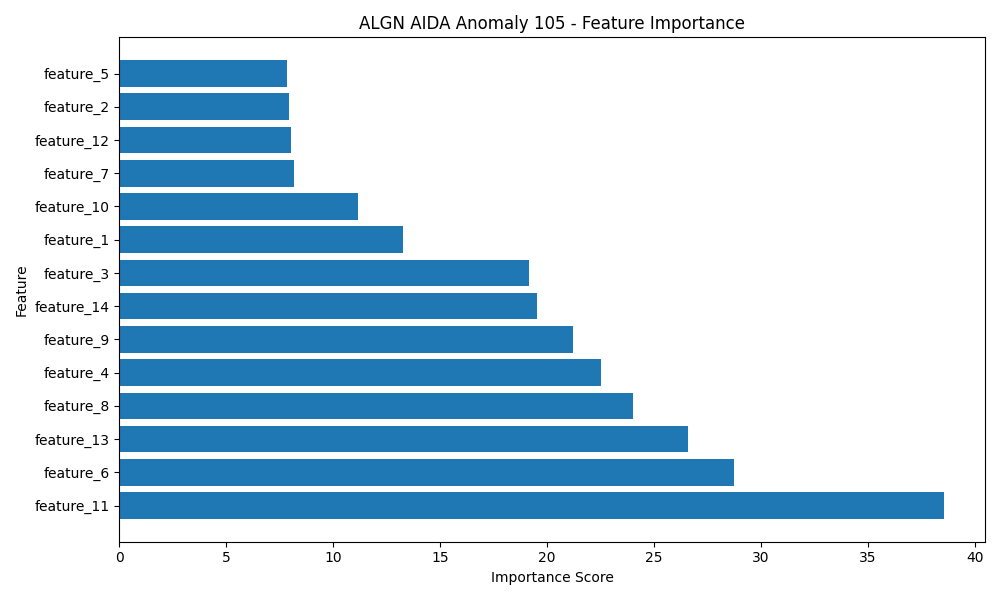 ALGN AIDA Anomaly 105 - Feature Importance
Feature
feature_5
feature_2
feature_12
feature_7
feature_10
feature_1
feature_3
feature_14
feature_9
feature_4
feature_8
feature_13
feature_6
feature_11
0 5 10 15 20 25 30 35 40
Importance Score